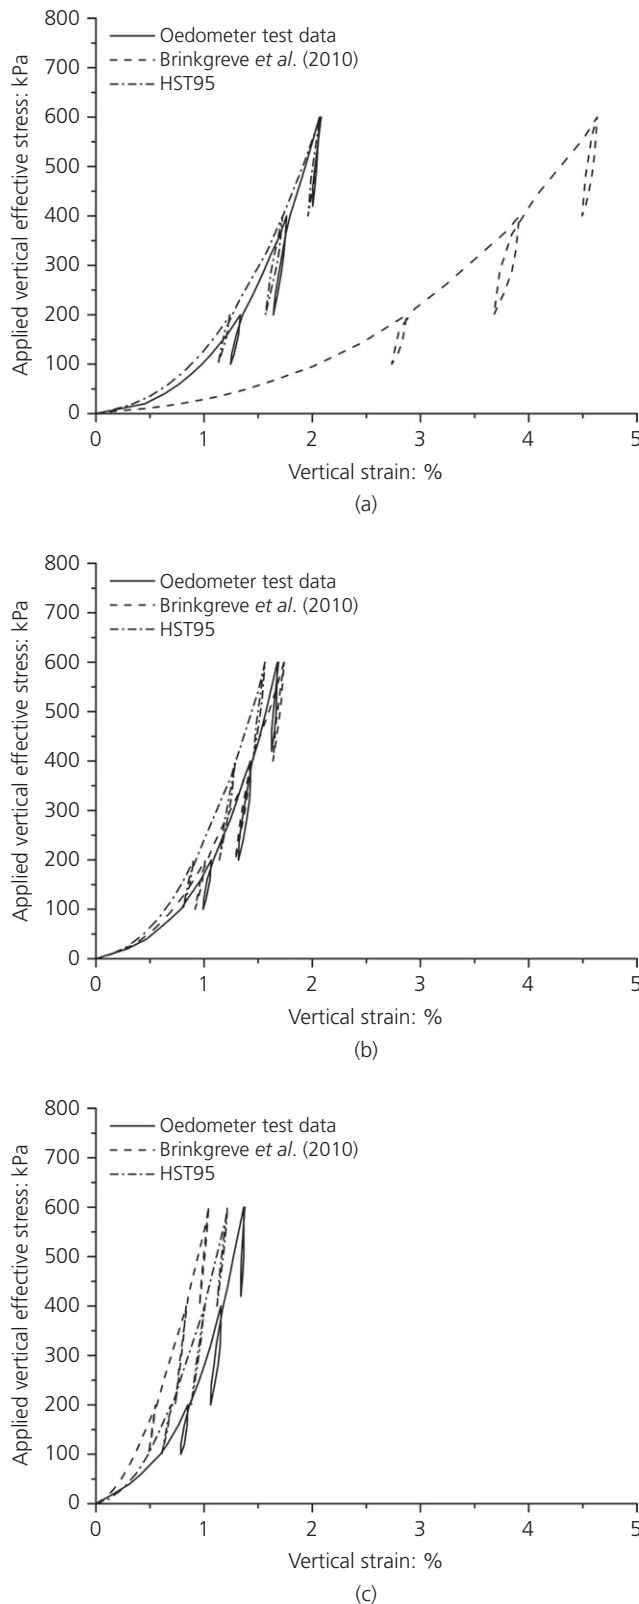 800
700
600
500
400
300
200
100
0
Applied vertical effective stress: kPa
Oedometer test data
Brinkgreve et al. (2010)
HST95
0 1 2 3 4 5
Vertical strain: %
(a)
800
700
600
500
400
300
200
100
0
Applied vertical effective stress: kPa
Oedometer test data
Brinkgreve et al. (2010)
HST95
0 1 2 3 4 5
Vertical strain: %
(b)
800
700
600
500
400
300
200
100
0
Applied vertical effective stress: kPa
Oedometer test data
Brinkgreve et al. (2010)
HST95
0 1 2 3 4 5
Vertical strain: %
(c)